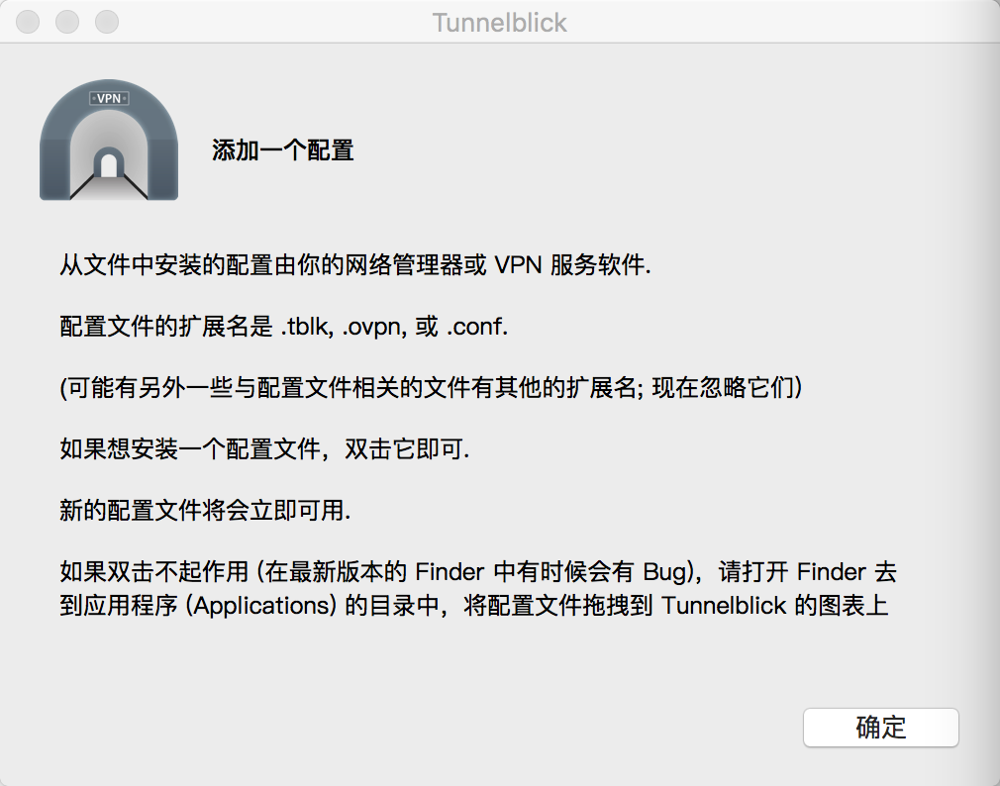 Tunnelblick
VPN
添加一个配置
从文件中安装的配置由你的网络管理器或 VPN 服务软件.
配置文件的扩展名是 .tblk, .ovpn, 或 .conf.
(可能有另外一些与配置文件相关的文件有其他的扩展名; 现在忽略它们)
如果想安装一个配置文件，双击它即可.
新的配置文件将会立即可用.
如果双击不起作用 (在最新版本的 Finder 中有时候会有 Bug)，请打开 Finder 去
到应用程序 (Applications) 的目录中，将配置文件拖拽到 Tunnelblick 的图表上
确定